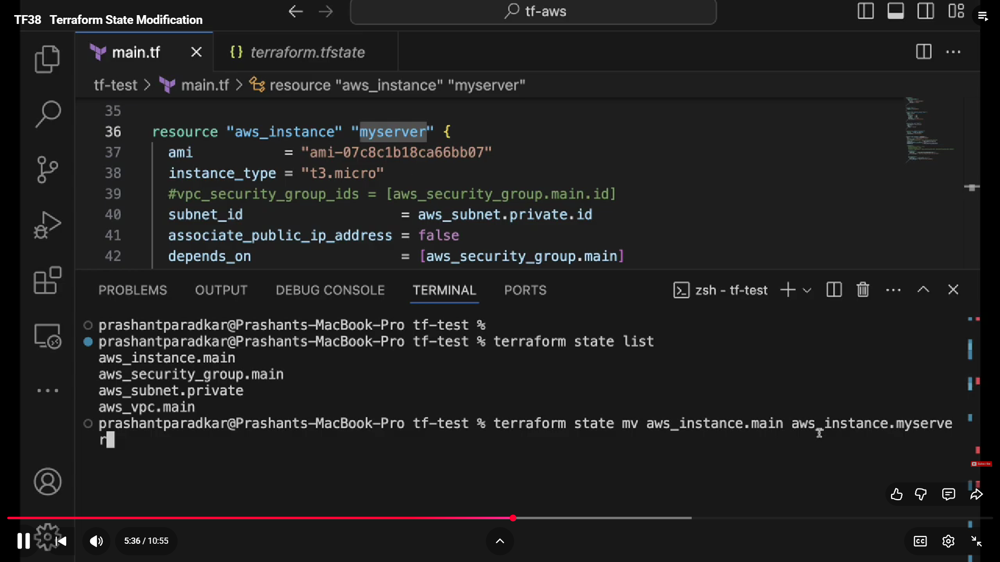 tf-aws
TF38 Terraform State Modification
main.tf
{} terraform.tfstate
tf-test > main.tf > resource "aws_instance" "myserver"
35
36 resource "aws_instance" "myserver" {
37 ami = "ami-07c8c1b18ca66bb07"
38 instance_type = "t3.micro"
39 #vpc_security_group_ids = [aws_security_group.main.id]
40 subnet_id = aws_subnet.private.id
41 associate_public_ip_address = false
42 depends_on = [aws_security_group.main]
PROBLEMS OUTPUT DEBUG CONSOLE TERMINAL PORTS zsh - tf-test
prashantparadkar@Prashants-MacBook-Pro tf-test %
prashantparadkar@Prashants-MacBook-Pro tf-test % terraform state list
aws_instance.main
aws_security_group.main
aws_subnet.private
aws_vpc.main
prashantparadkar@Prashants-MacBook-Pro tf-test % terraform state mv aws_instance.main aws_instance.myserve
r
Subscribe
5:36 / 10:55
CC